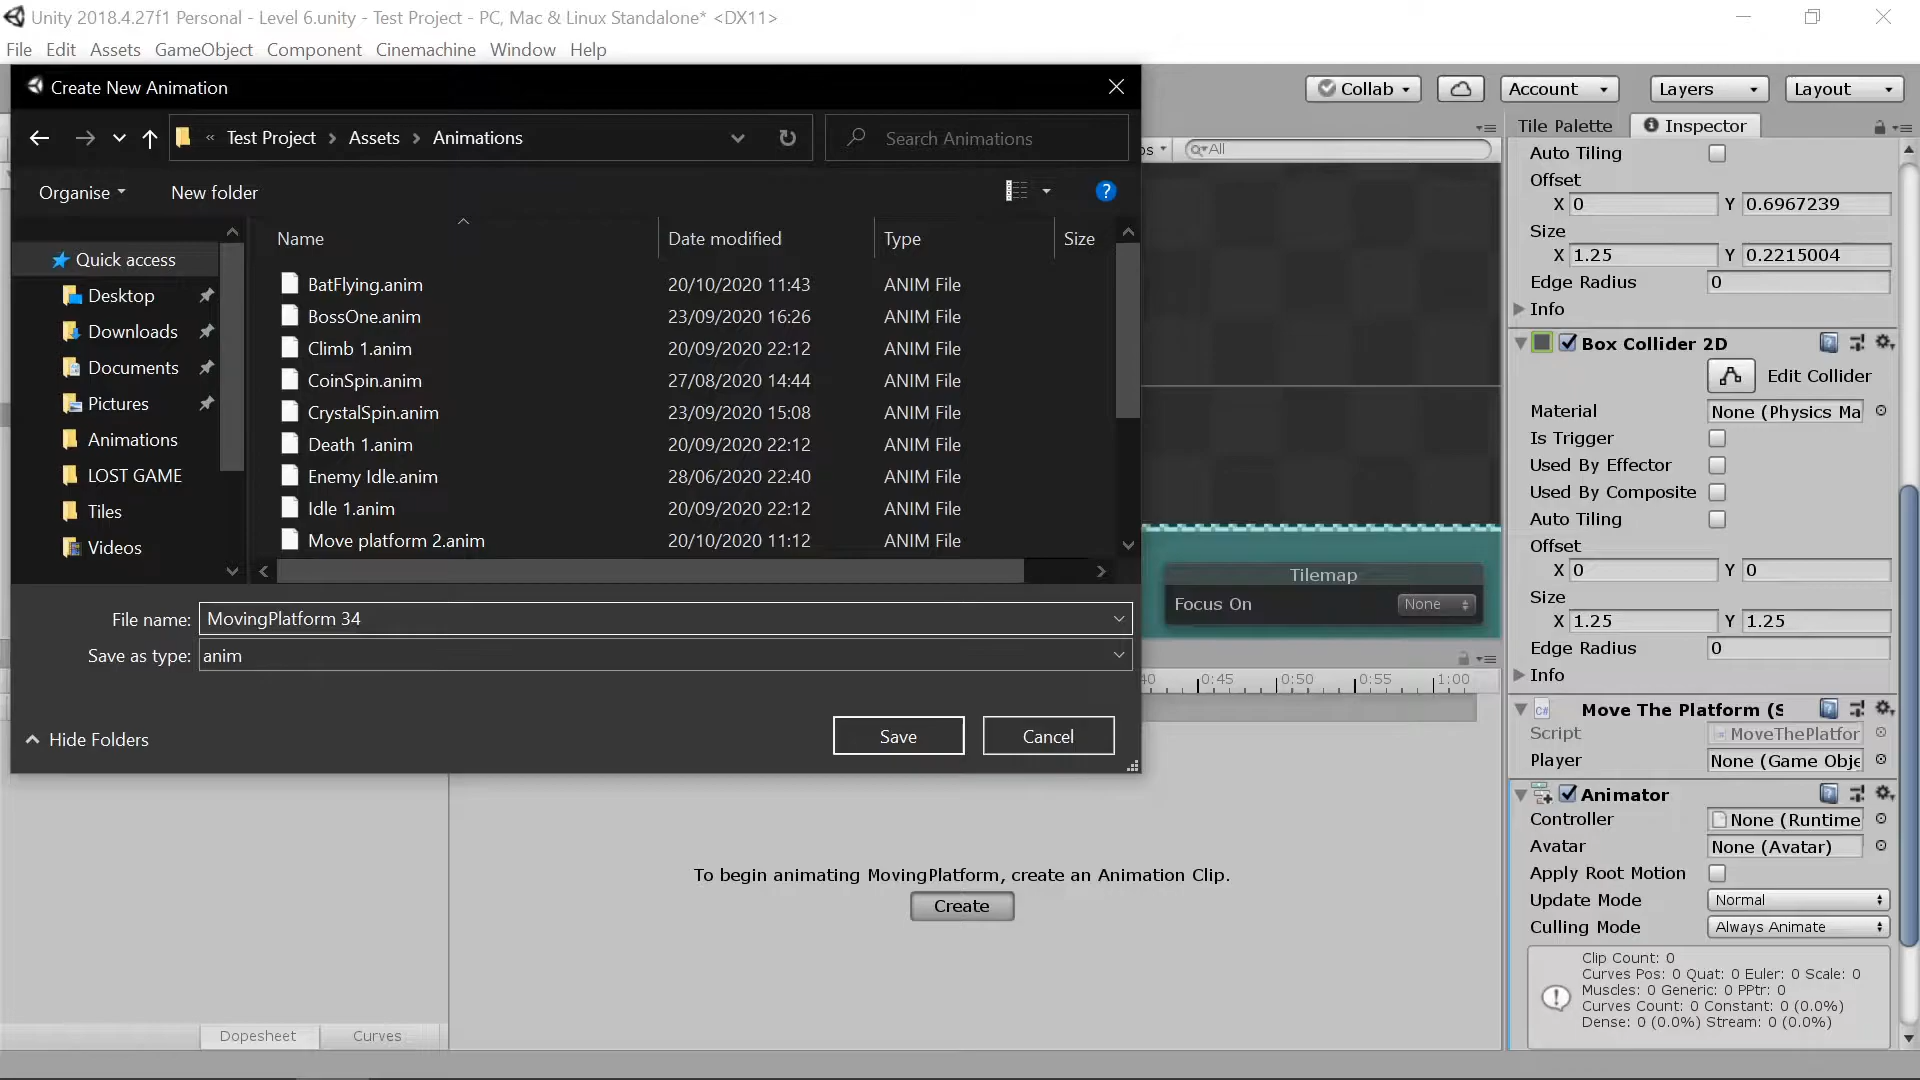 Unity 2018.4.27f1 Personal - Level 6.unity - Test Project - PC, Mac & Linux Standalone* <DX11>
File Edit Assets GameObject Component Cinemachine Window Help
Create New Animation
Collab
Account
Layers
Layout
« Test Project > Assets > Animations
Search Animations
Organise
New folder
Name
Date modified
Type
Size
Quick access
Desktop
Downloads
Documents
Pictures
Animations
LOST GAME
Tiles
Videos
BatFlying.anim 20/10/2020 11:43 ANIM File
BossOne.anim 23/09/2020 16:26 ANIM File
Climb 1.anim 20/09/2020 22:12 ANIM File
CoinSpin.anim 27/08/2020 14:44 ANIM File
CrystalSpin.anim 23/09/2020 15:08 ANIM File
Death 1.anim 20/09/2020 22:12 ANIM File
Enemy Idle.anim 28/06/2020 22:40 ANIM File
Idle 1.anim 20/09/2020 22:12 ANIM File
Move platform 2.anim 20/10/2020 11:12 ANIM File
File name: MovingPlatform 34
Save as type: anim
Hide Folders
Save
Cancel
os
All
Tilemap
Focus On None
40 0:45 0:50 0:55 1:00
To begin animating MovingPlatform, create an Animation Clip.
Create
Dopesheet Curves
Tile Palette Inspector
Auto Tiling
Offset
X 0 Y 0.6967239
Size
X 1.25 Y 0.2215004
Edge Radius 0
Info
Box Collider 2D
Edit Collider
Material None (Physics Ma
Is Trigger
Used By Effector
Used By Composite
Auto Tiling
Offset
X 0 Y 0
Size
X 1.25 Y 1.25
Edge Radius 0
Info
C#
Move The Platform (S
Script MoveThePlatfor
Player None (Game Obje
Animator
Controller None (Runtime
Avatar None (Avatar)
Apply Root Motion
Update Mode Normal
Culling Mode Always Animate
Clip Count: 0
Curves Pos: 0 Quat: 0 Euler: 0 Scale: 0
Muscles: 0 Generic: 0 PPtr: 0
Curves Count: 0 Constant: 0 (0.0%)
Dense: 0 (0.0%) Stream: 0 (0.0%)